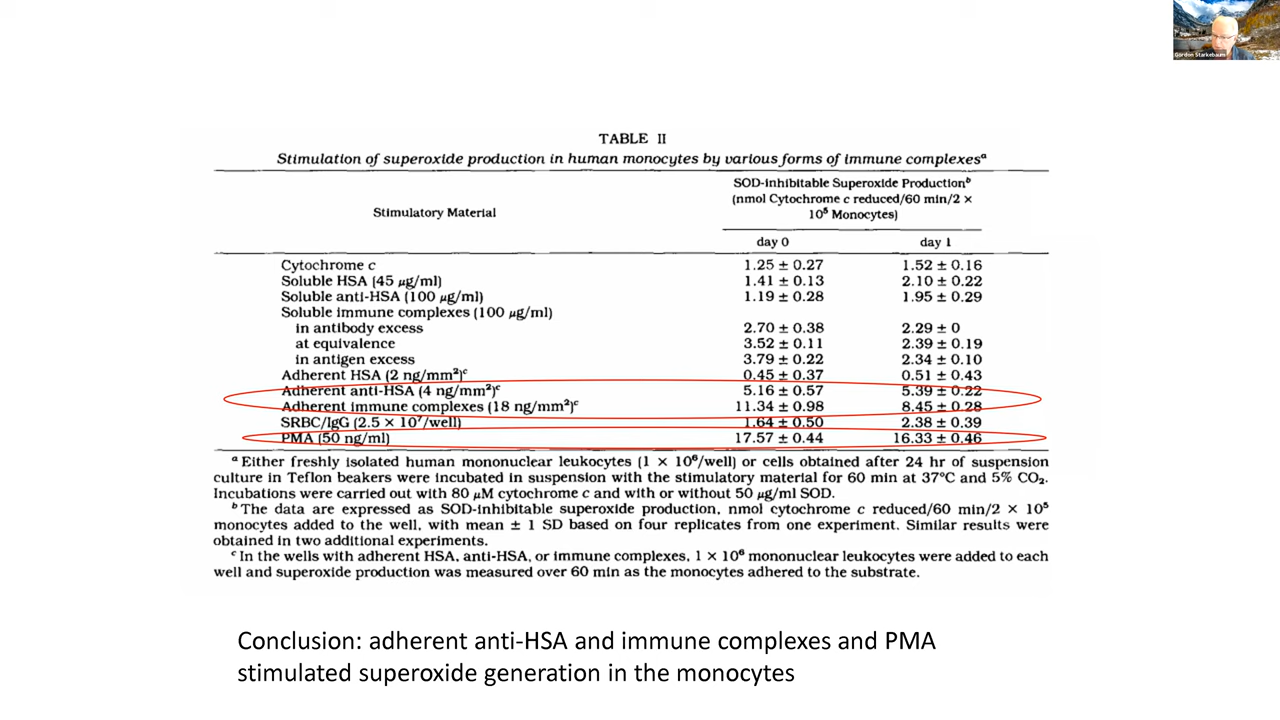 Gordon Starkebaum
TABLE II
Stimulation of superoxide production in human monocytes by various forms of immune complexesᵃ
Stimulatory Material
SOD-Inhibitable Superoxide Productionᵇ
(nmol Cytochrome c reduced/60 min/2 ×
10⁵ Monocytes)
day 0 day 1
Cytochrome c 1.25 ± 0.27 1.52 ± 0.16
Soluble HSA (45 µg/ml) 1.41 ± 0.13 2.10 ± 0.22
Soluble anti-HSA (100 µg/ml) 1.19 ± 0.28 1.95 ± 0.29
Soluble immune complexes (100 µg/ml)
in antibody excess 2.70 ± 0.38 2.29 ± 0
at equivalence 3.52 ± 0.11 2.39 ± 0.19
in antigen excess 3.79 ± 0.22 2.34 ± 0.10
Adherent HSA (2 ng/mm²)ᶜ 0.45 ± 0.37 0.51 ± 0.43
Adherent anti-HSA (4 ng/mm²)ᶜ 5.16 ± 0.57 5.39 ± 0.22
Adherent immune complexes (18 ng/mm²)ᶜ 11.34 ± 0.98 8.45 ± 0.28
SRBC/IgG (2.5 × 10⁷/well) 1.64 ± 0.50 2.38 ± 0.39
PMA (50 ng/ml) 17.57 ± 0.44 16.33 ± 0.46
ᵃ Either freshly isolated human mononuclear leukocytes (1 × 10⁶/well) or cells obtained after 24 hr of suspension
culture in Teflon beakers were incubated in suspension with the stimulatory material for 60 min at 37°C and 5% CO₂.
Incubations were carried out with 80 µM cytochrome c and with or without 50 µg/ml SOD.
ᵇ The data are expressed as SOD-inhibitable superoxide production, nmol cytochrome c reduced/60 min/2 × 10⁵
monocytes added to the well, with mean ± 1 SD based on four replicates from one experiment. Similar results were
obtained in two additional experiments.
ᶜ In the wells with adherent HSA, anti-HSA, or immune complexes, 1 × 10⁶ mononuclear leukocytes were added to each
well and superoxide production was measured over 60 min as the monocytes adhered to the substrate.
Conclusion: adherent anti-HSA and immune complexes and PMA
stimulated superoxide generation in the monocytes